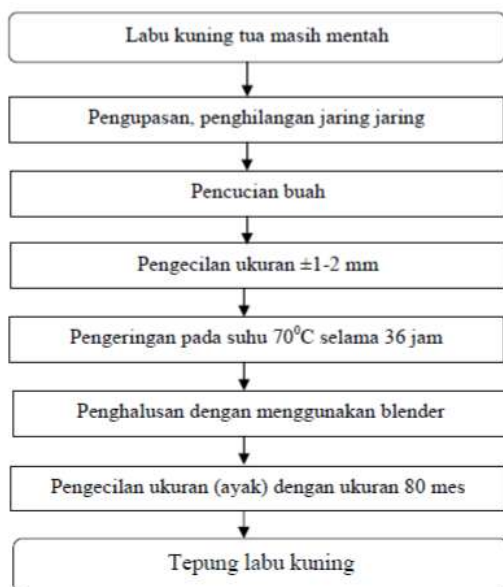 Labu kuning tua masih mentah
Pengupasan, penghilangan jaring jaring
Pencucian buah
Pengecilan ukuran ±1-2 mm
Pengeringan pada suhu 70⁰C selama 36 jam
Penghalusan dengan menggunakan blender
Pengecilan ukuran (ayak) dengan ukuran 80 mes
Tepung labu kuning